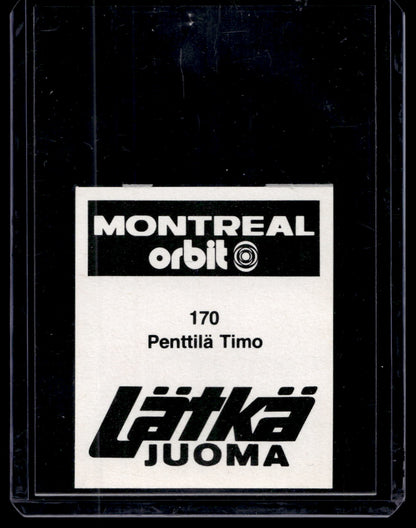 MONTREAL
orbit
170
Penttilä Timo
Lätkä
JUOMA